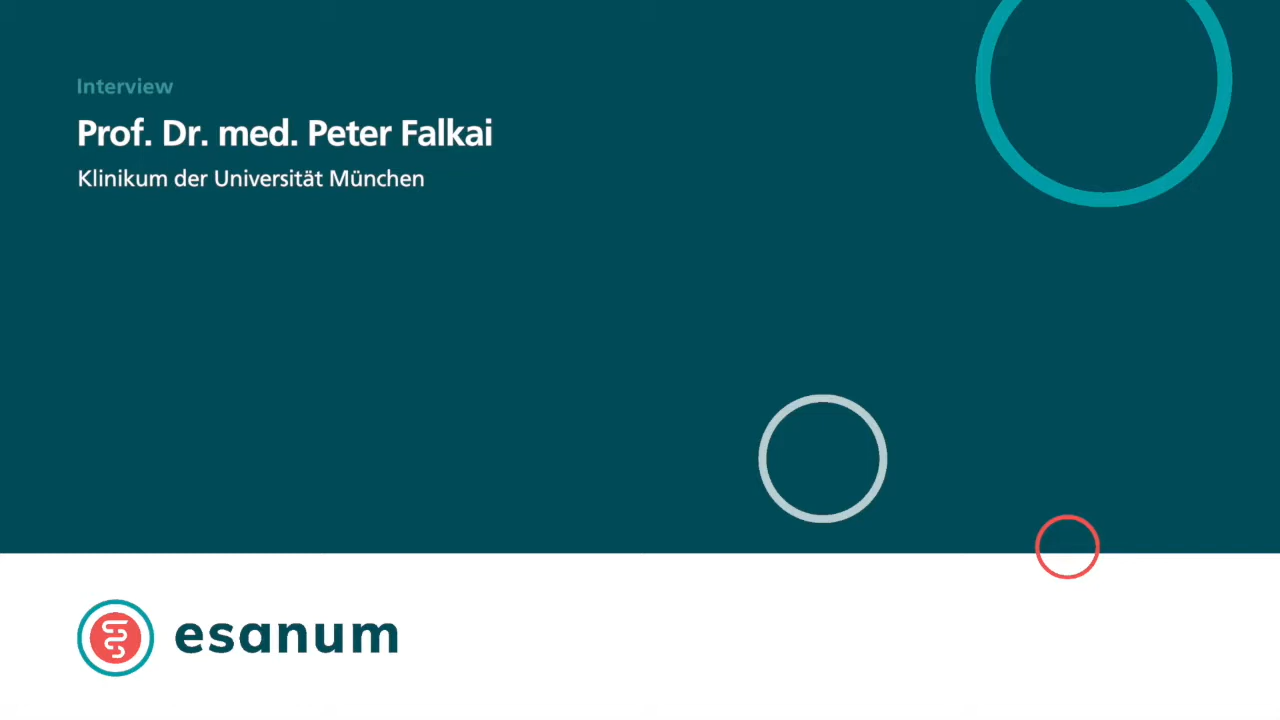 Interview
Prof. Dr. med. Peter Falkai
Klinikum der Universität München
esanum